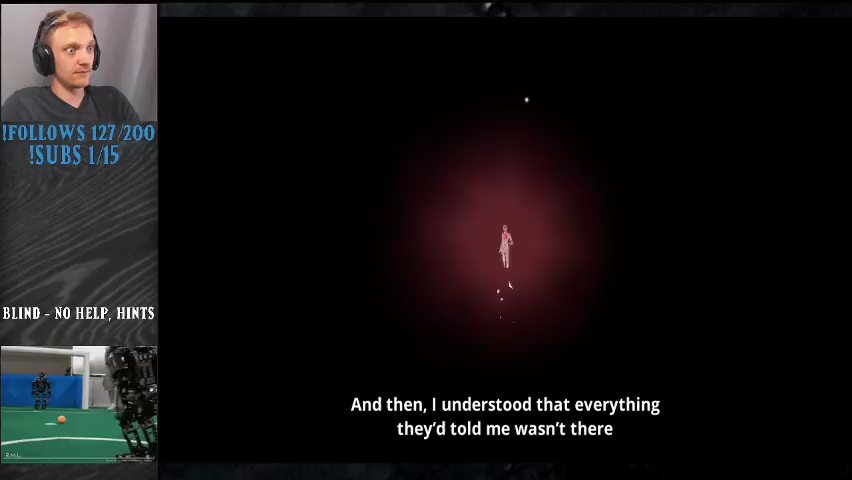 !FOLLOWS 127/200
!SUBS 1/15
BLIND - NO HELP, HINTS
RML
And then, I understood that everything
they'd told me wasn't there